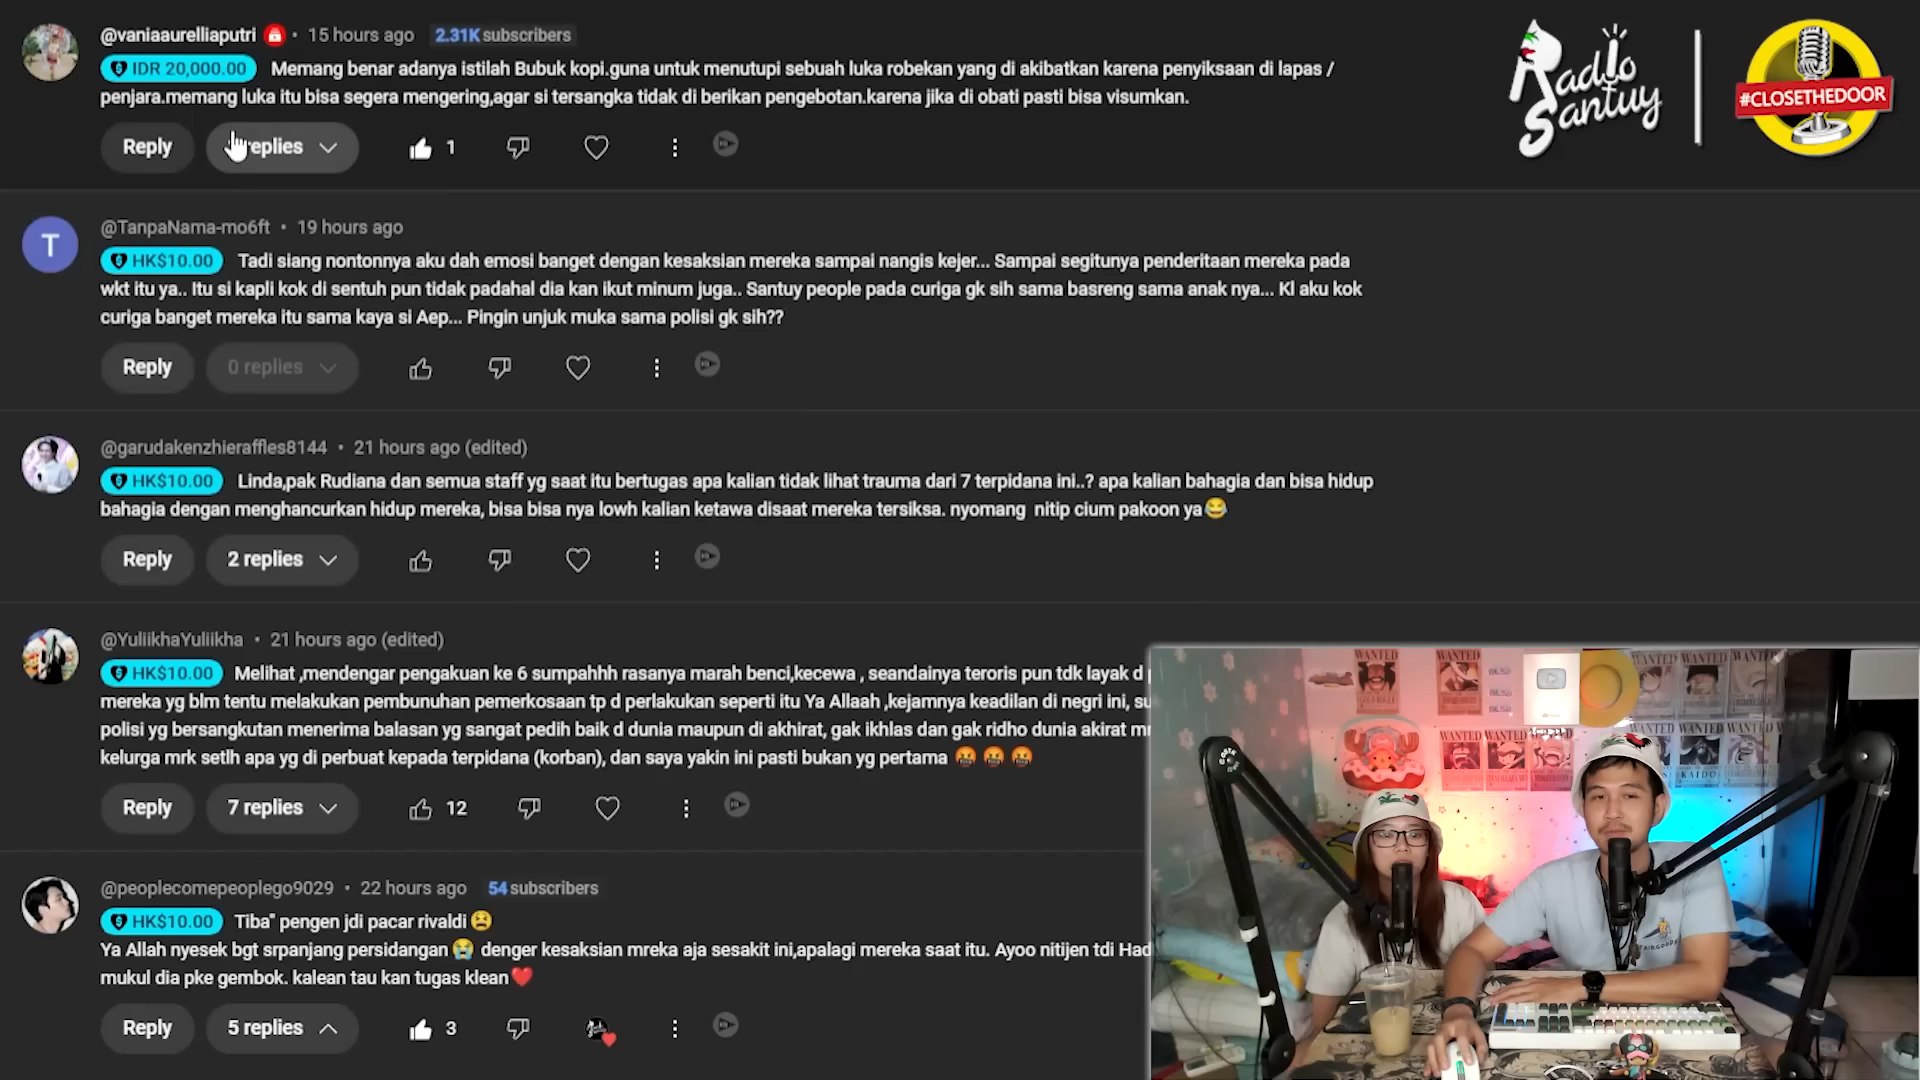 @vaniaaurelliaputri • 15 hours ago 2.31K subscribers
IDR 20,000.00 Memang benar adanya istilah Bubuk kopi.guna untuk menutupi sebuah luka robekan yang di akibatkan karena penyiksaan di lapas /
penjara.memang luka itu bisa segera mengering,agar si tersangka tidak di berikan pengebotan.karena jika di obati pasti bisa visumkan.
Reply replies 1
Radio
Santuy
#CLOSETHEDOOR
T
@TanpaNama-mo6ft • 19 hours ago
HK$10.00 Tadi siang nontonnya aku dah emosi banget dengan kesaksian mereka sampai nangis kejer... Sampai segitunya penderitaan mereka pada
wkt itu ya.. Itu si kapli kok di sentuh pun tidak padahal dia kan ikut minum juga.. Santuy people pada curiga gk sih sama basreng sama anak nya... Kl aku kok
curiga banget mereka itu sama kaya si Aep... Pingin unjuk muka sama polisi gk sih??
Reply 0 replies
@garudakenzhieraffles8144 • 21 hours ago (edited)
HK$10.00 Linda,pak Rudiana dan semua staff yg saat itu bertugas apa kalian tidak lihat trauma dari 7 terpidana ini..? apa kalian bahagia dan bisa hidup
bahagia dengan menghancurkan hidup mereka, bisa bisa nya lowh kalian ketawa disaat mereka tersiksa. nyomang nitip cium pakoon ya😂
Reply 2 replies
@YuliikhaYuliikha • 21 hours ago (edited)
HK$10.00 Melihat ,mendengar pengakuan ke 6 sumpahhh rasanya marah benci,kecewa , seandainya teroris pun tdk layak d
mereka yg blm tentu melakukan pembunuhan pemerkosaan tp d perlakukan seperti itu Ya Allaah ,kejamnya keadilan di negri ini,
polisi yg bersangkutan menerima balasan yg sangat pedih baik d dunia maupun di akhirat, gak ikhlas dan gak ridho dunia akirat
kelurga mrk setlh apa yg di perbuat kepada terpidana (korban), dan saya yakin ini pasti bukan yg pertama 🤬 🤬 🤬
Reply 7 replies 12
@peoplecomepeoplego9029 • 22 hours ago 54 subscribers
HK$10.00 Tiba" pengen jdi pacar rivaldi 😫
Ya Allah nyesek bgt srpanjang persidangan 😭 denger kesaksian mreka aja sesakit ini,apalagi mereka saat itu. Ayoo nitijen tdi Had
mukul dia pke gembok. kalean tau kan tugas klean❤️
Reply 5 replies 3
WANTED WANTED WANTED WANTED WANTED
WANTED WANTED WANTED
KAIDO